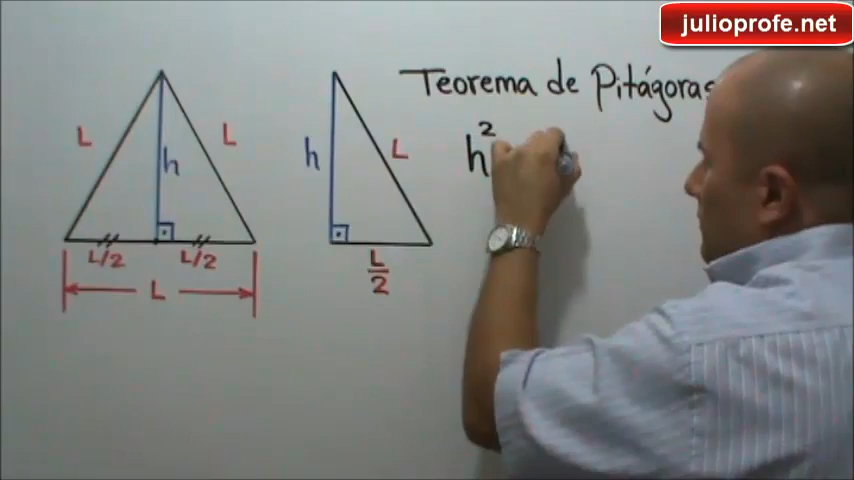 julioprofe.net
Teorema de Pitágoras
h²
L
L
h
L/2
L/2
L
h
L
L/2